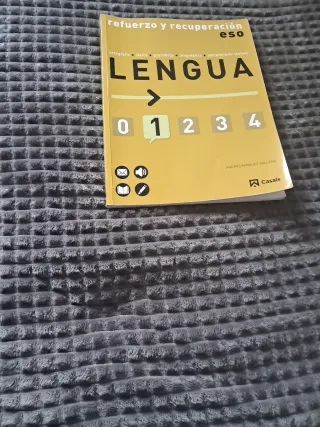 refuerzo y recuperación
eso
LENGUA
0 1 2 3 4
Casals